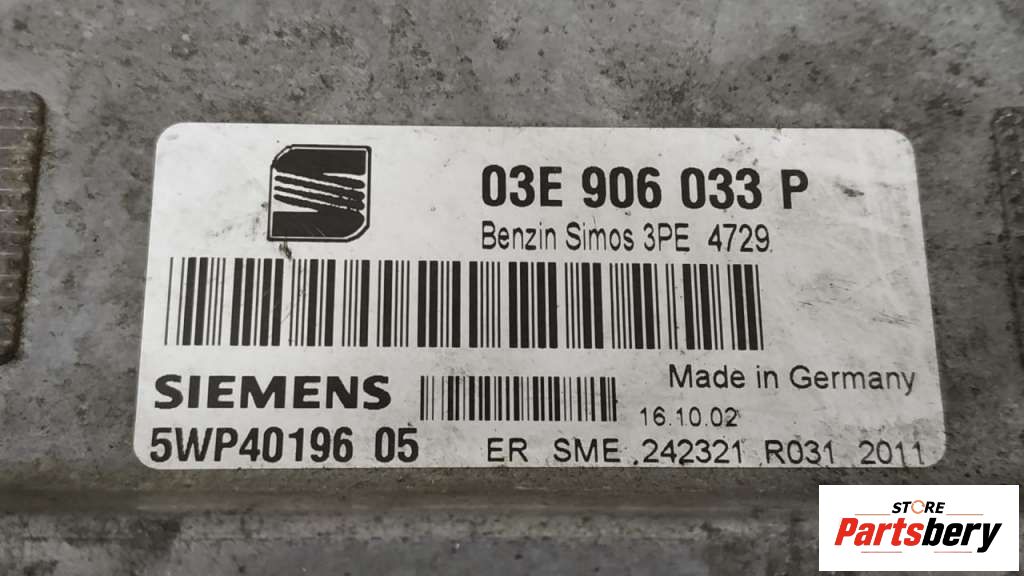 03E 906 033 P
Benzin Simos 3PE 4729
Made in Germany
SIEMENS
16.10.02
5WP40196 05
ER SME 242321 R031 2011
STORE
Partsbery